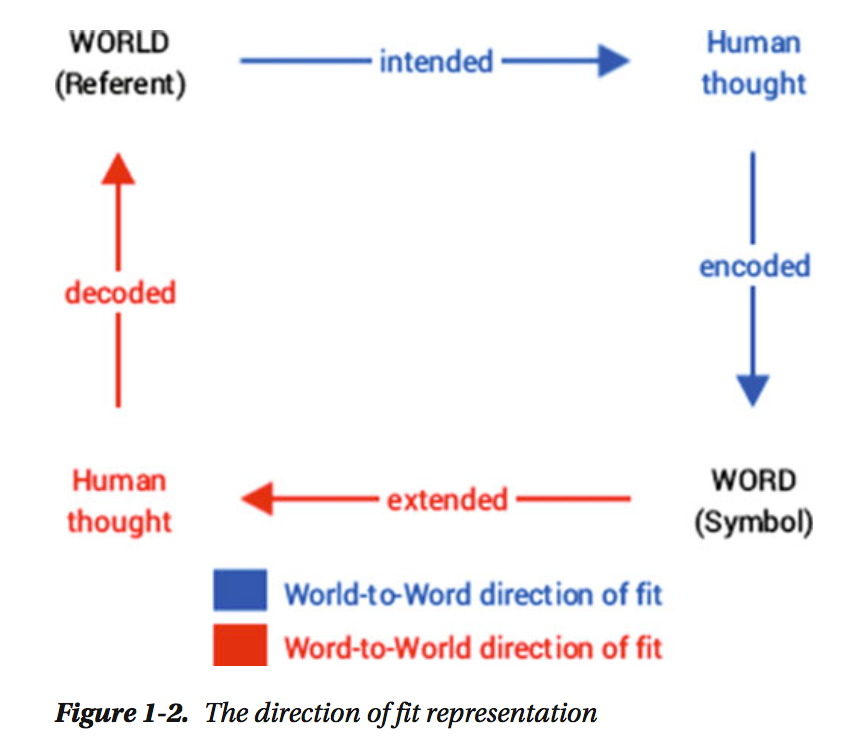 WORLD
(Referent)
intended
Human
thought
decoded
encoded
Human
thought
extended
WORD
(Symbol)
World-to-Word direction of fit
Word-to-World direction of fit
Figure 1-2. The direction of fit representation